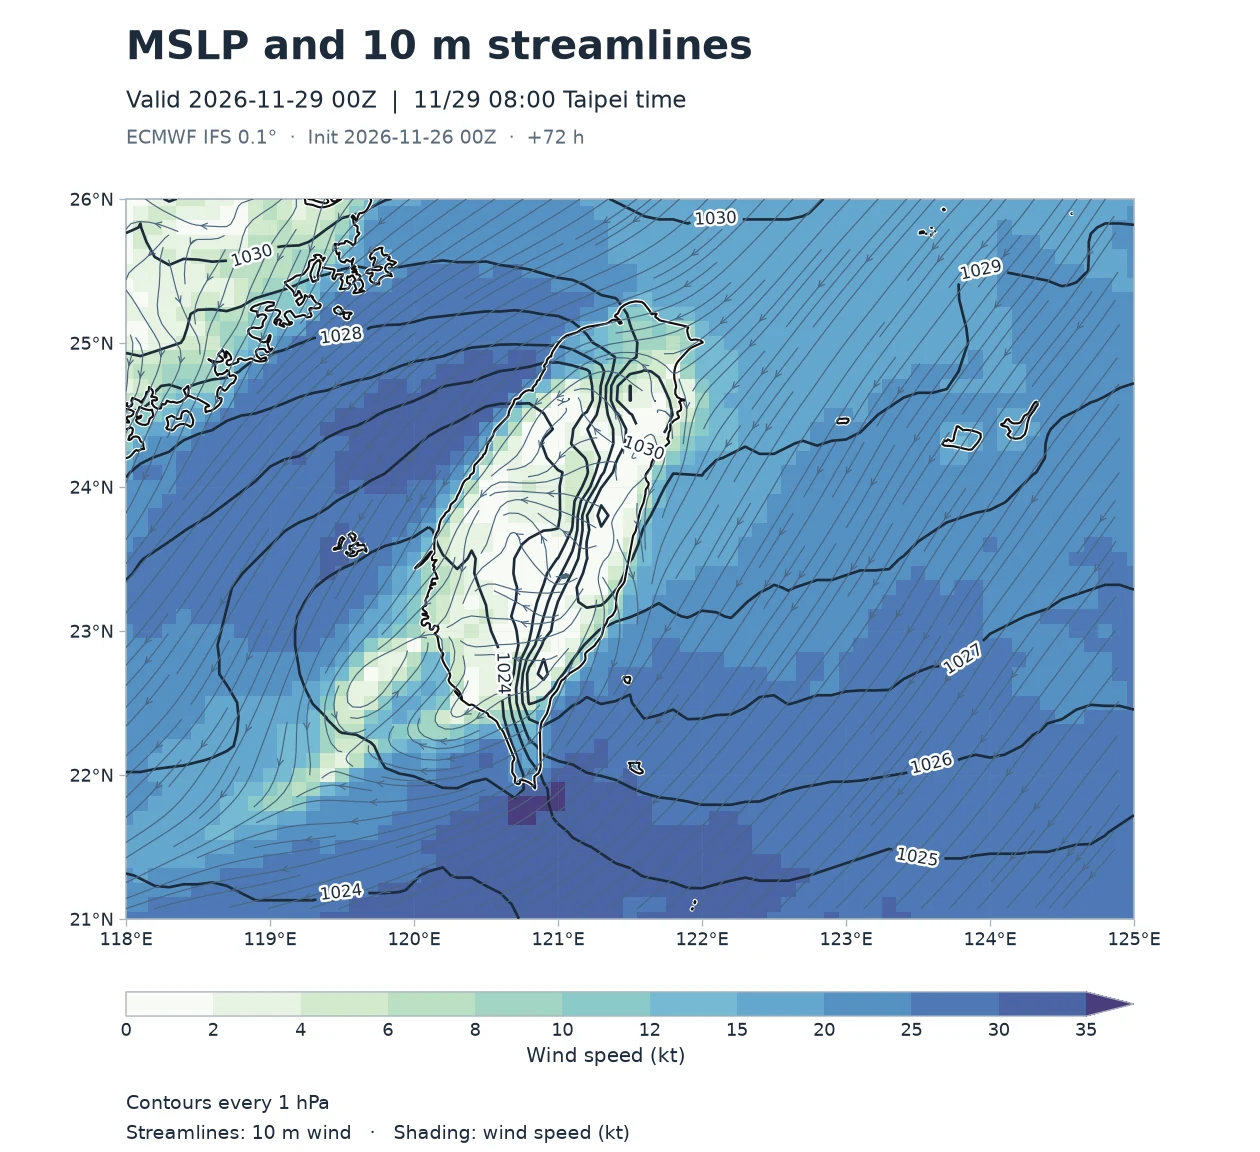 MSLP and 10 m streamlines
Valid 2026-11-29 00Z | 11/29 08:00 Taipei time
ECMWF IFS 0.1° · Init 2026-11-26 00Z · +72 h
26°N
25°N
24°N
23°N
22°N
21°N
1030
1030
1029
1028
1030
1024
1027
1026
1025
1024
118°E 119°E 120°E 121°E 122°E 123°E 124°E 125°E
0 2 4 6 8 10 12 15 20 25 30 35
Wind speed (kt)
Contours every 1 hPa
Streamlines: 10 m wind · Shading: wind speed (kt)